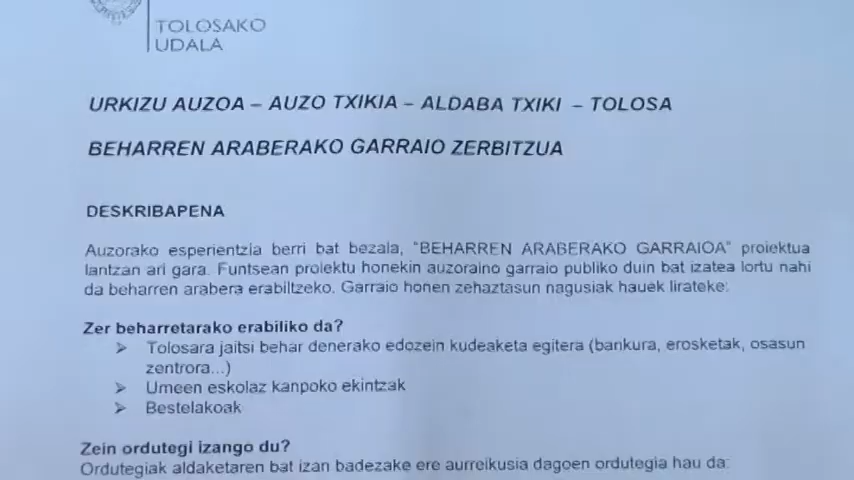 TOLOSAKO
UDALA
URKIZU AUZOA – AUZO TXIKIA – ALDABA TXIKI – TOLOSA
BEHARREN ARABERAKO GARRAIO ZERBITZUA
DESKRIBAPENA
Auzorako esperientzia berri bat bezala, "BEHARREN ARABERAKO GARRAIOA" proiektua
lantzan ari gara. Funtsean proiektu honekin auzoraino garraio publiko duin bat izatea lortu nahi
da beharren arabera erabiltzeko. Garraio honen zehaztasun nagusiak hauek lirateke:
Zer beharretarako erabiliko da?
➢ Tolosara jaitsi behar denerako edozein kudeaketa egitera (bankura, erosketak, osasun
zentrora...)
➢ Umeen eskolaz kanpoko ekintzak
➢ Bestelakoak
Zein ordutegi izango du?
Ordutegiak aldaketaren bat izan badezake ere aurreikusia dagoen ordutegia hau da: